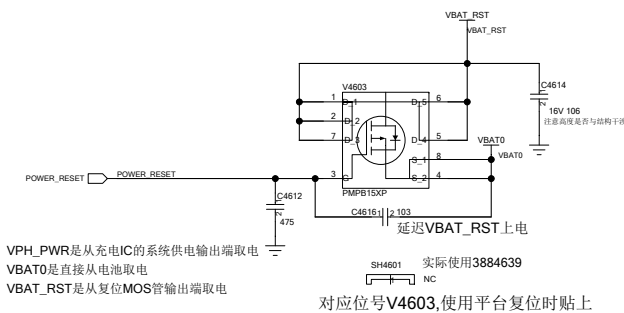 VBAT_RST
VBAT_RST
V4603
C4614
1
2
16V 106
注意高度是否与结构干涉
1
D_1
D_5
6
2
D_2
7
D_3
D_4
5
VBAT0
VBAT0
S_1
8
POWER_RESET
POWER_RESET
3
G
S_2
4
PMPB15XP
C4612
1
2
475
C4616
1
2
103
延迟VBAT_RST上电
VPH_PWR是从充电IC的系统供电输出端取电
VBAT0是直接从电池取电
VBAT_RST是从复位MOS管输出端取电
SH4601
实际使用3884639
NC
对应位号V4603,使用平台复位时贴上